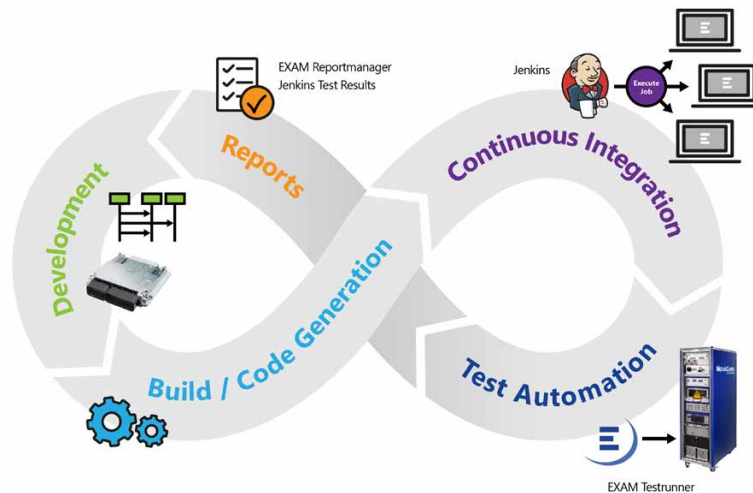 EXAM Reportmanager
Jenkins Test Results
Jenkins
Execute
Job
Reports
Continuous Integration
Development
Build / Code Generation
Test Automation
EXAM Testrunner